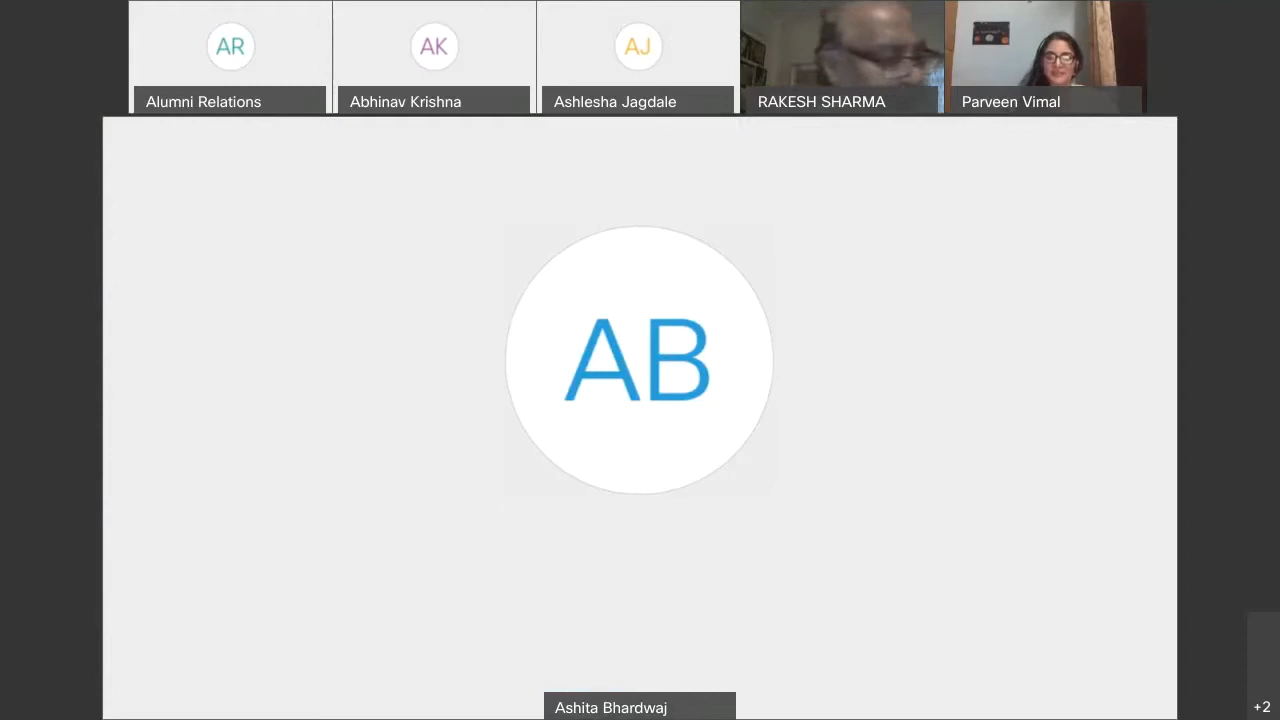 AR
AK
AJ
Alumni Relations
Abhinav Krishna
Ashlesha Jagdale
RAKESH SHARMA
Parveen Vimal
AB
Ashita Bhardwaj
+2